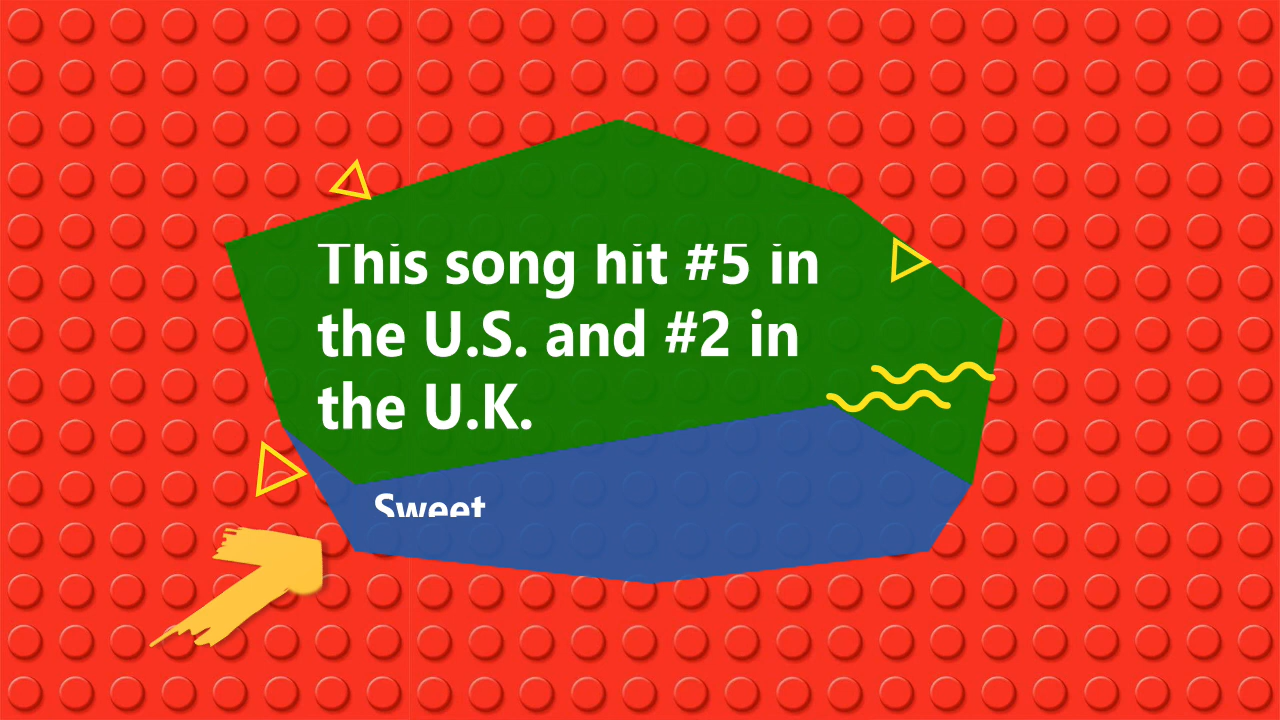 This song hit #5 in
the U.S. and #2 in
the U.K.
Sweet